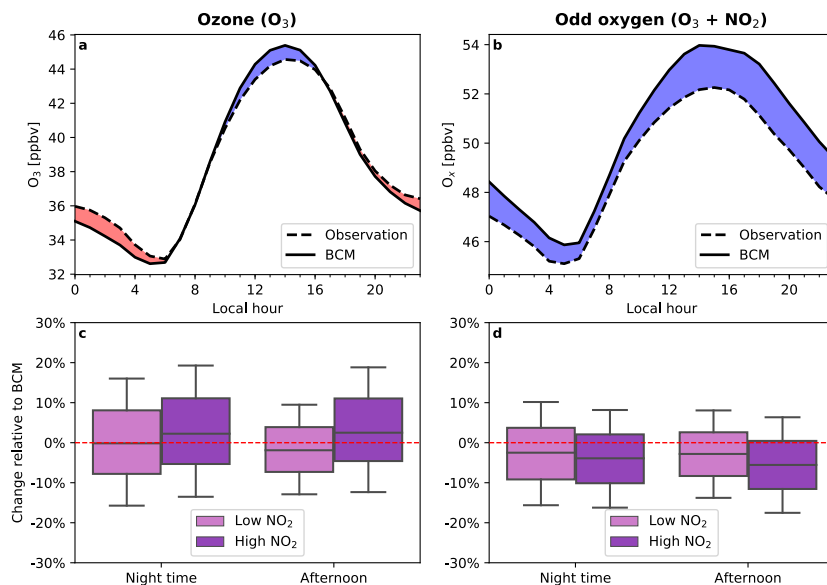 Ozone (O3)
Odd oxygen (O3 + NO2)
a
46
44
42
40
38
36
34
32
O3 [ppbv]
0
4
8
12
16
20
Local hour
Observation
BCM
b
54
52
50
48
46
Ox [ppbv]
0
4
8
12
16
20
Local hour
Observation
BCM
c
30%
20%
10%
0%
-10%
-20%
-30%
Change relative to BCM
Low NO2
High NO2
Night time
Afternoon
d
30%
20%
10%
0%
-10%
-20%
-30%
Low NO2
High NO2
Night time
Afternoon